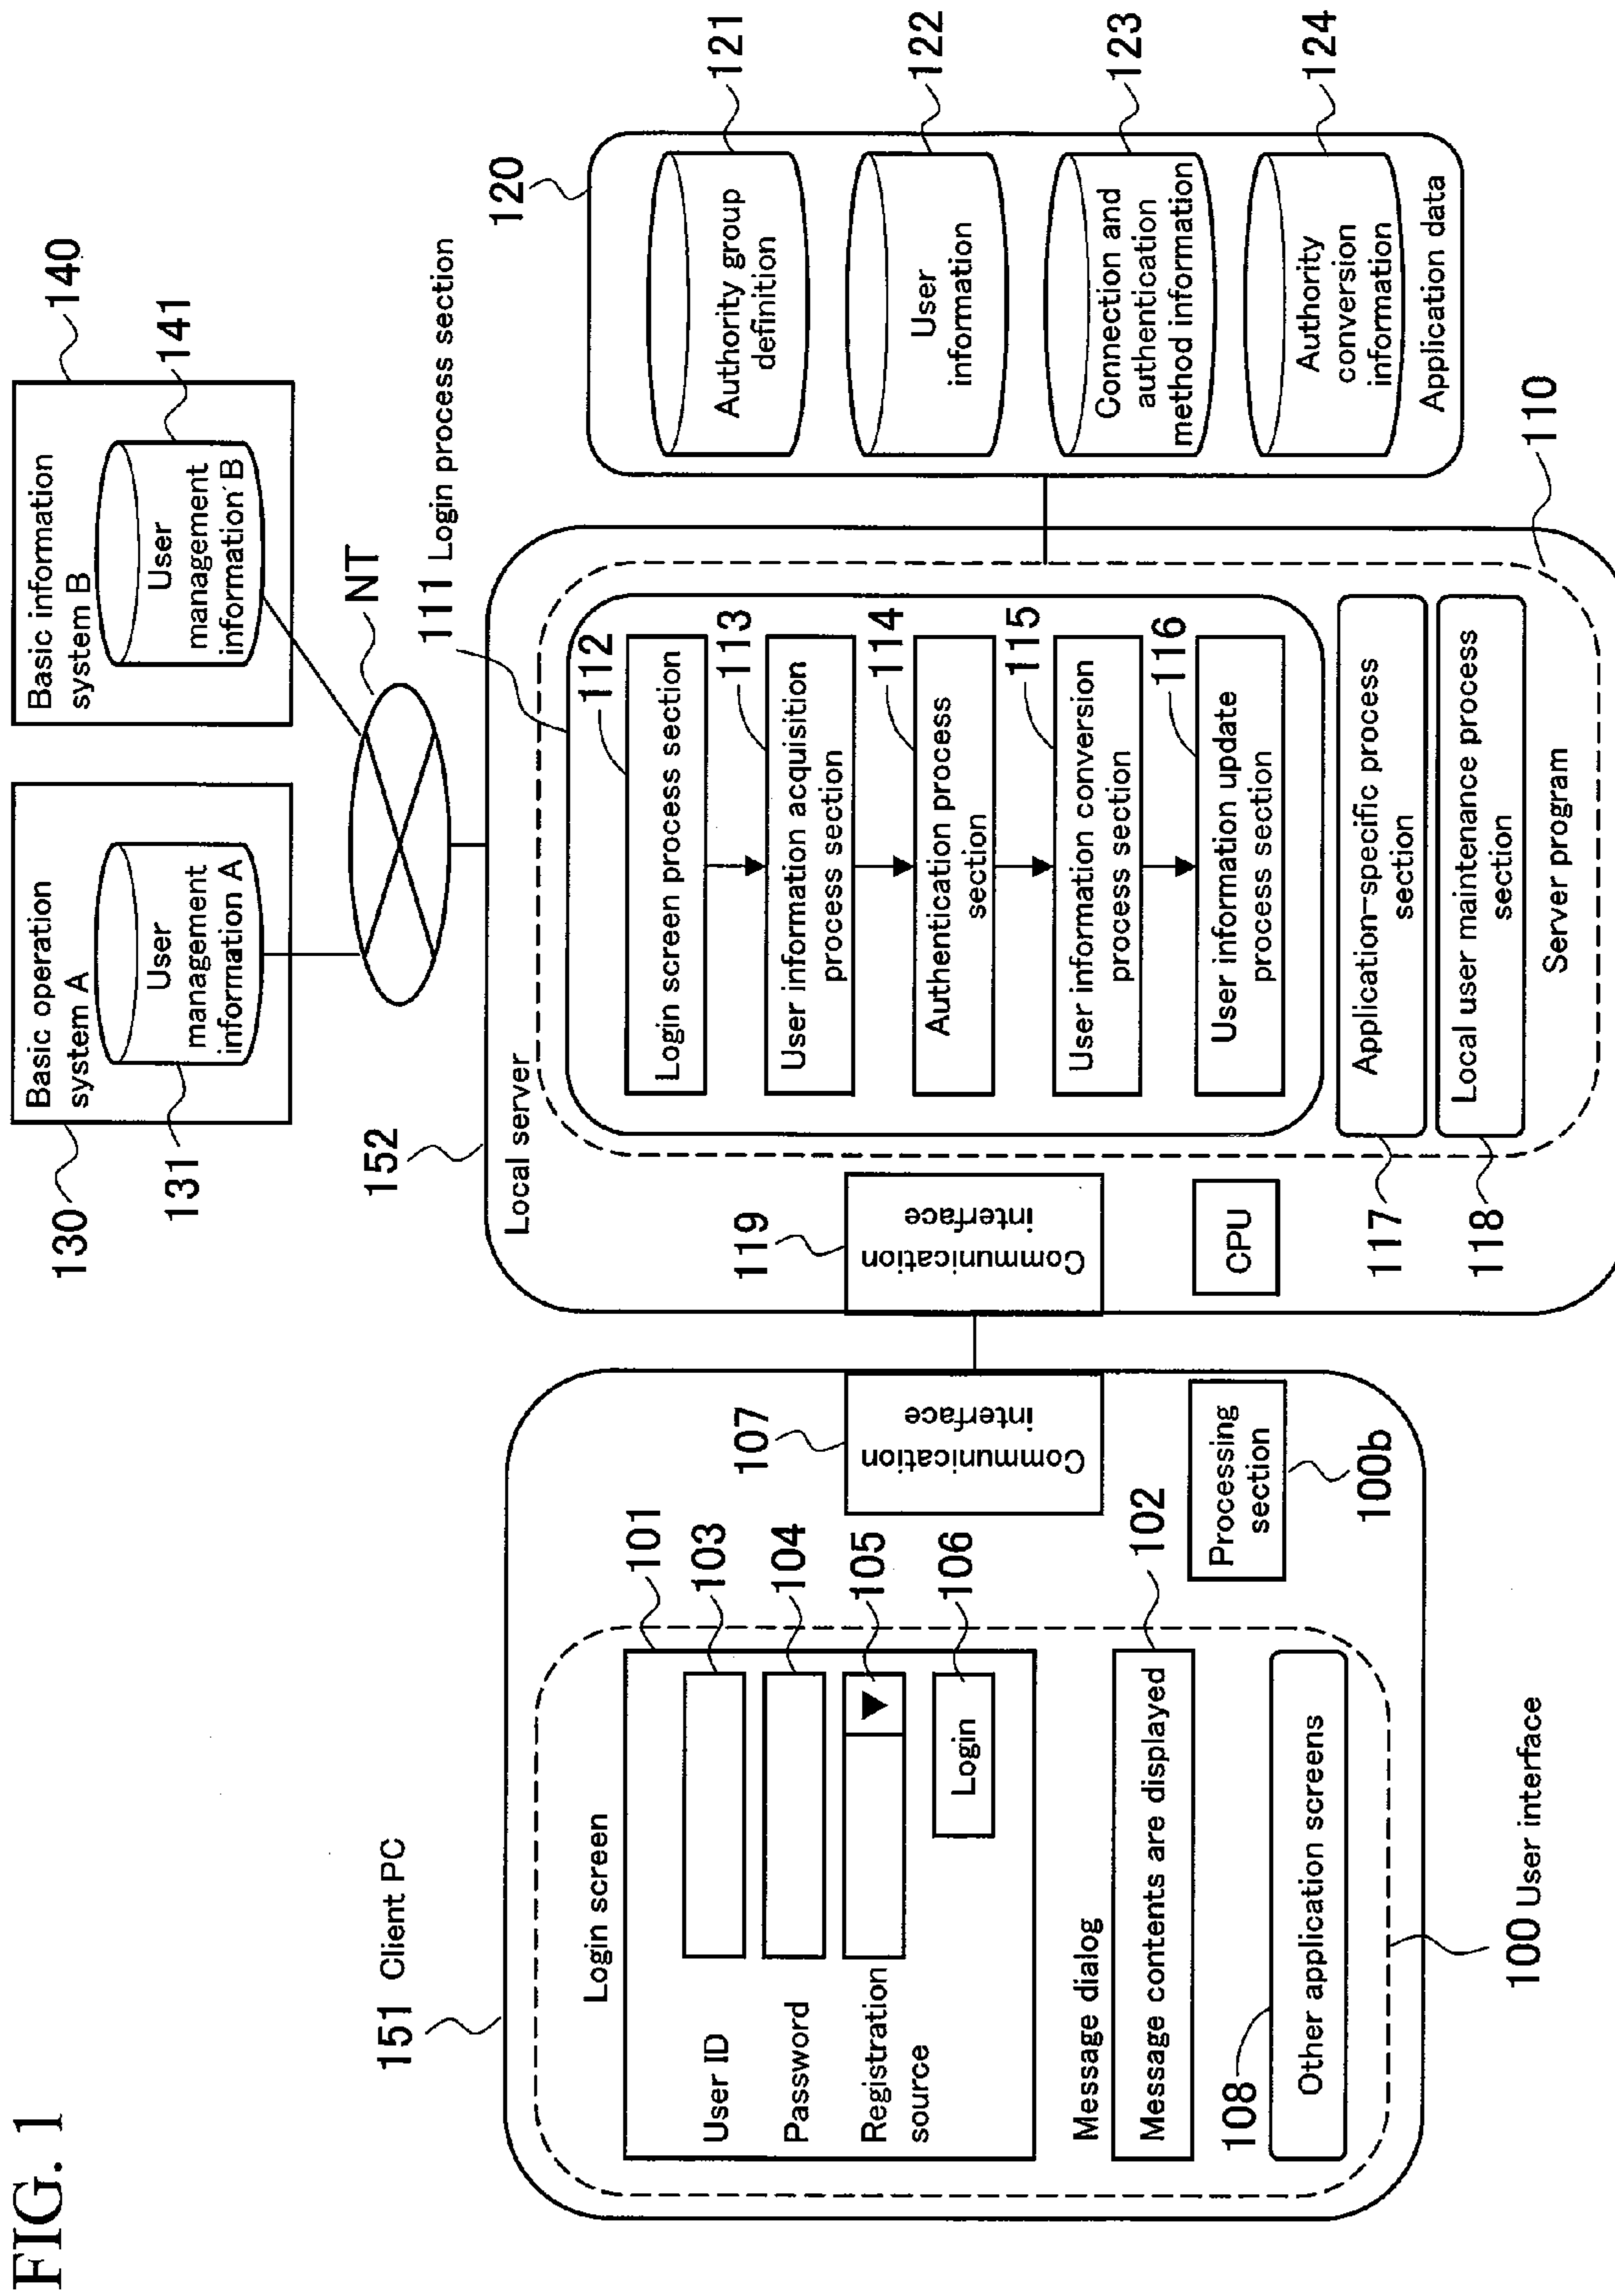 FIG. 1
130
Basic operation
system A
User
management
information A
131
140
Basic information
system B
User
management
information B
141
NT
151 Client PC
Login screen
101
User ID
103
Password
104
Registration
source
105
Login
106
Message dialog
Message contents are displayed
102
108
Other application screens
100 User interface
107
Communication
interface
Processing
section
100b
152
Local server
119
Communication
interface
CPU
111 Login process section
112
Login screen process section
113
User information acquisition
process section
114
Authentication process
section
115
User information conversion
process section
116
User information update
process section
117
Application-specific process
section
118
Local user maintenance process
section
Server program
110
120
Authority group
definition
121
User
information
122
Connection and
authentication
method information
123
Authority
conversion
information
124
Application data